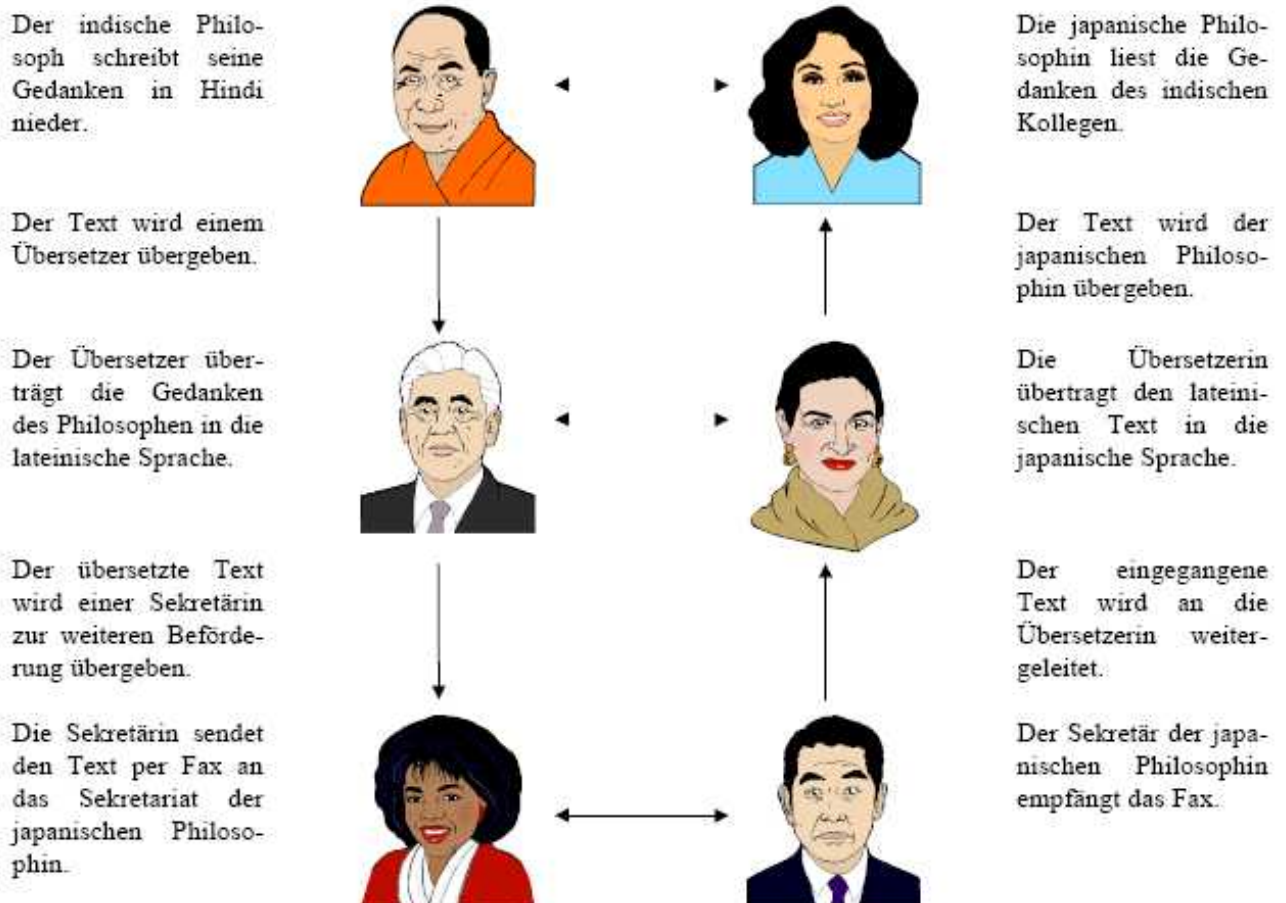 Der indische Philo-
soph schreibt seine
Gedanken in Hindi
nieder.
Die japanische Philo-
sophin liest die Ge-
danken des indischen
Kollegen.
Der Text wird einem
Übersetzer übergeben.
Der Text wird der
japanischen Philoso-
phin übergeben.
Der Übersetzer über-
trägt die Gedanken
des Philosophen in die
lateinische Sprache.
Die Übersetzerin
übertragt den lateini-
schen Text in die
japanische Sprache.
Der übersetzte Text
wird einer Sekretärin
zur weiteren Beförde-
rung übergeben.
Der eingegangene
Text wird an die
Übersetzerin weiter-
geleitet.
Die Sekretärin sendet
den Text per Fax an
das Sekretariat der
japanischen Philoso-
phin.
Der Sekretär der japa-
nischen Philosophin
empfängt das Fax.